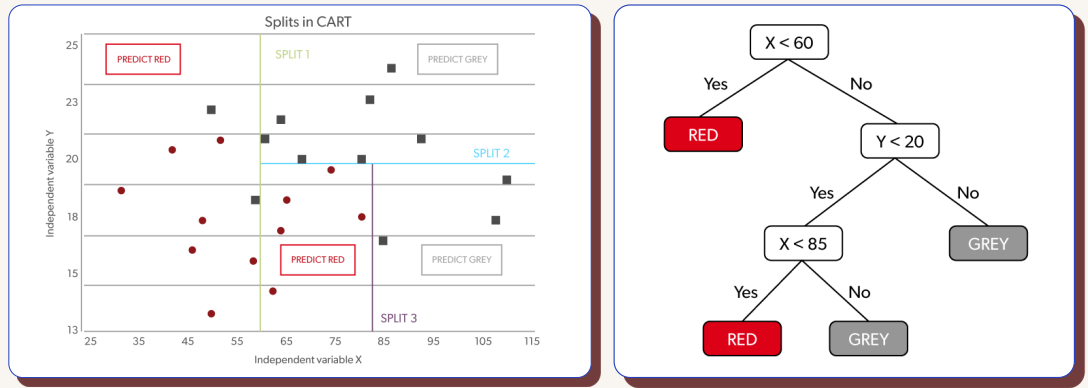 Splits in CART
25
PREDICT RED
SPLIT 1
PREDICT GREY
23
20
SPLIT 2
18
PREDICT RED
PREDICT GREY
15
SPLIT 3
13
25 35 45 55 65 75 85 95 105 115
Independent variable X
Independent variable Y
X < 60
Yes
No
RED
Y < 20
Yes
No
X < 85
GREY
Yes
No
RED
GREY